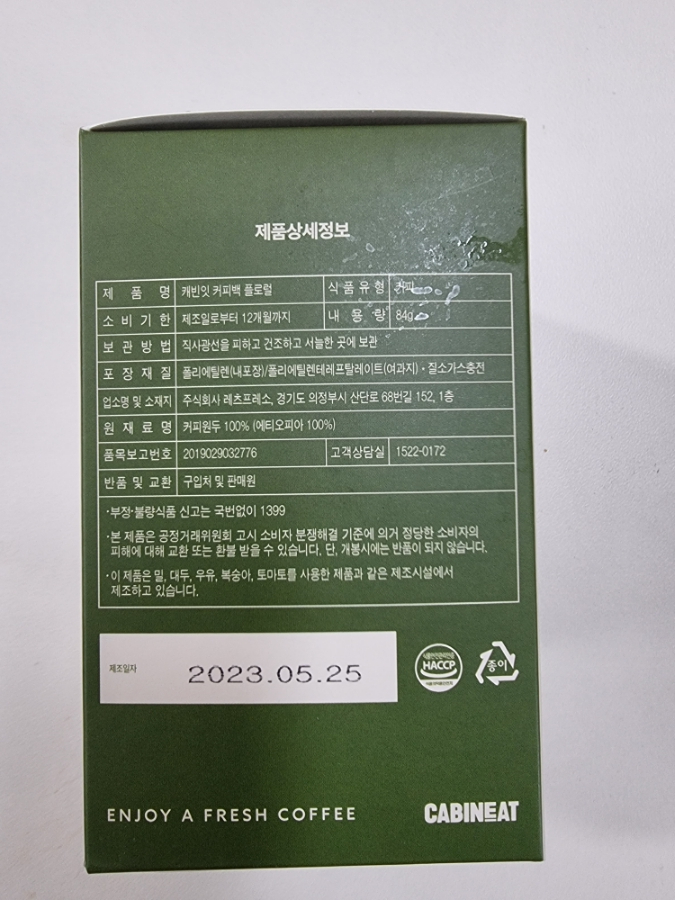 제품상세정보
제품명 캐빈잇 커피백 플로럴 식품유형 커피
소비기한 제조일로부터 12개월까지 내용량 84g
보관방법 직사광선을 피하고 건조하고 서늘한 곳에 보관
포장재질 폴리에틸렌(내포장)/폴리에틸렌테레프탈레이트(여과지)·질소가스충전
업소명 및 소재지 주식회사 레츠프레소, 경기도 의정부시 산단로 68번길 152, 1층
원재료명 커피원두 100% (에티오피아 100%)
품목보고번호 2019029032776 고객상담실 1522-0172
반품 및 교환 구입처 및 판매원
·부정·불량식품 신고는 국번없이 1399
·본 제품은 공정거래위원회 고시 소비자 분쟁해결 기준에 의거 정당한 소비자의
피해에 대해 교환 또는 환불 받을 수 있습니다. 단, 개봉시에는 반품이 되지 않습니다.
·이 제품은 밀, 대두, 우유, 복숭아, 토마토를 사용한 제품과 같은 제조시설에서
제조하고 있습니다.
제조일자 2023.05.25
HACCP
종이
ENJOY A FRESH COFFEE CABINEAT